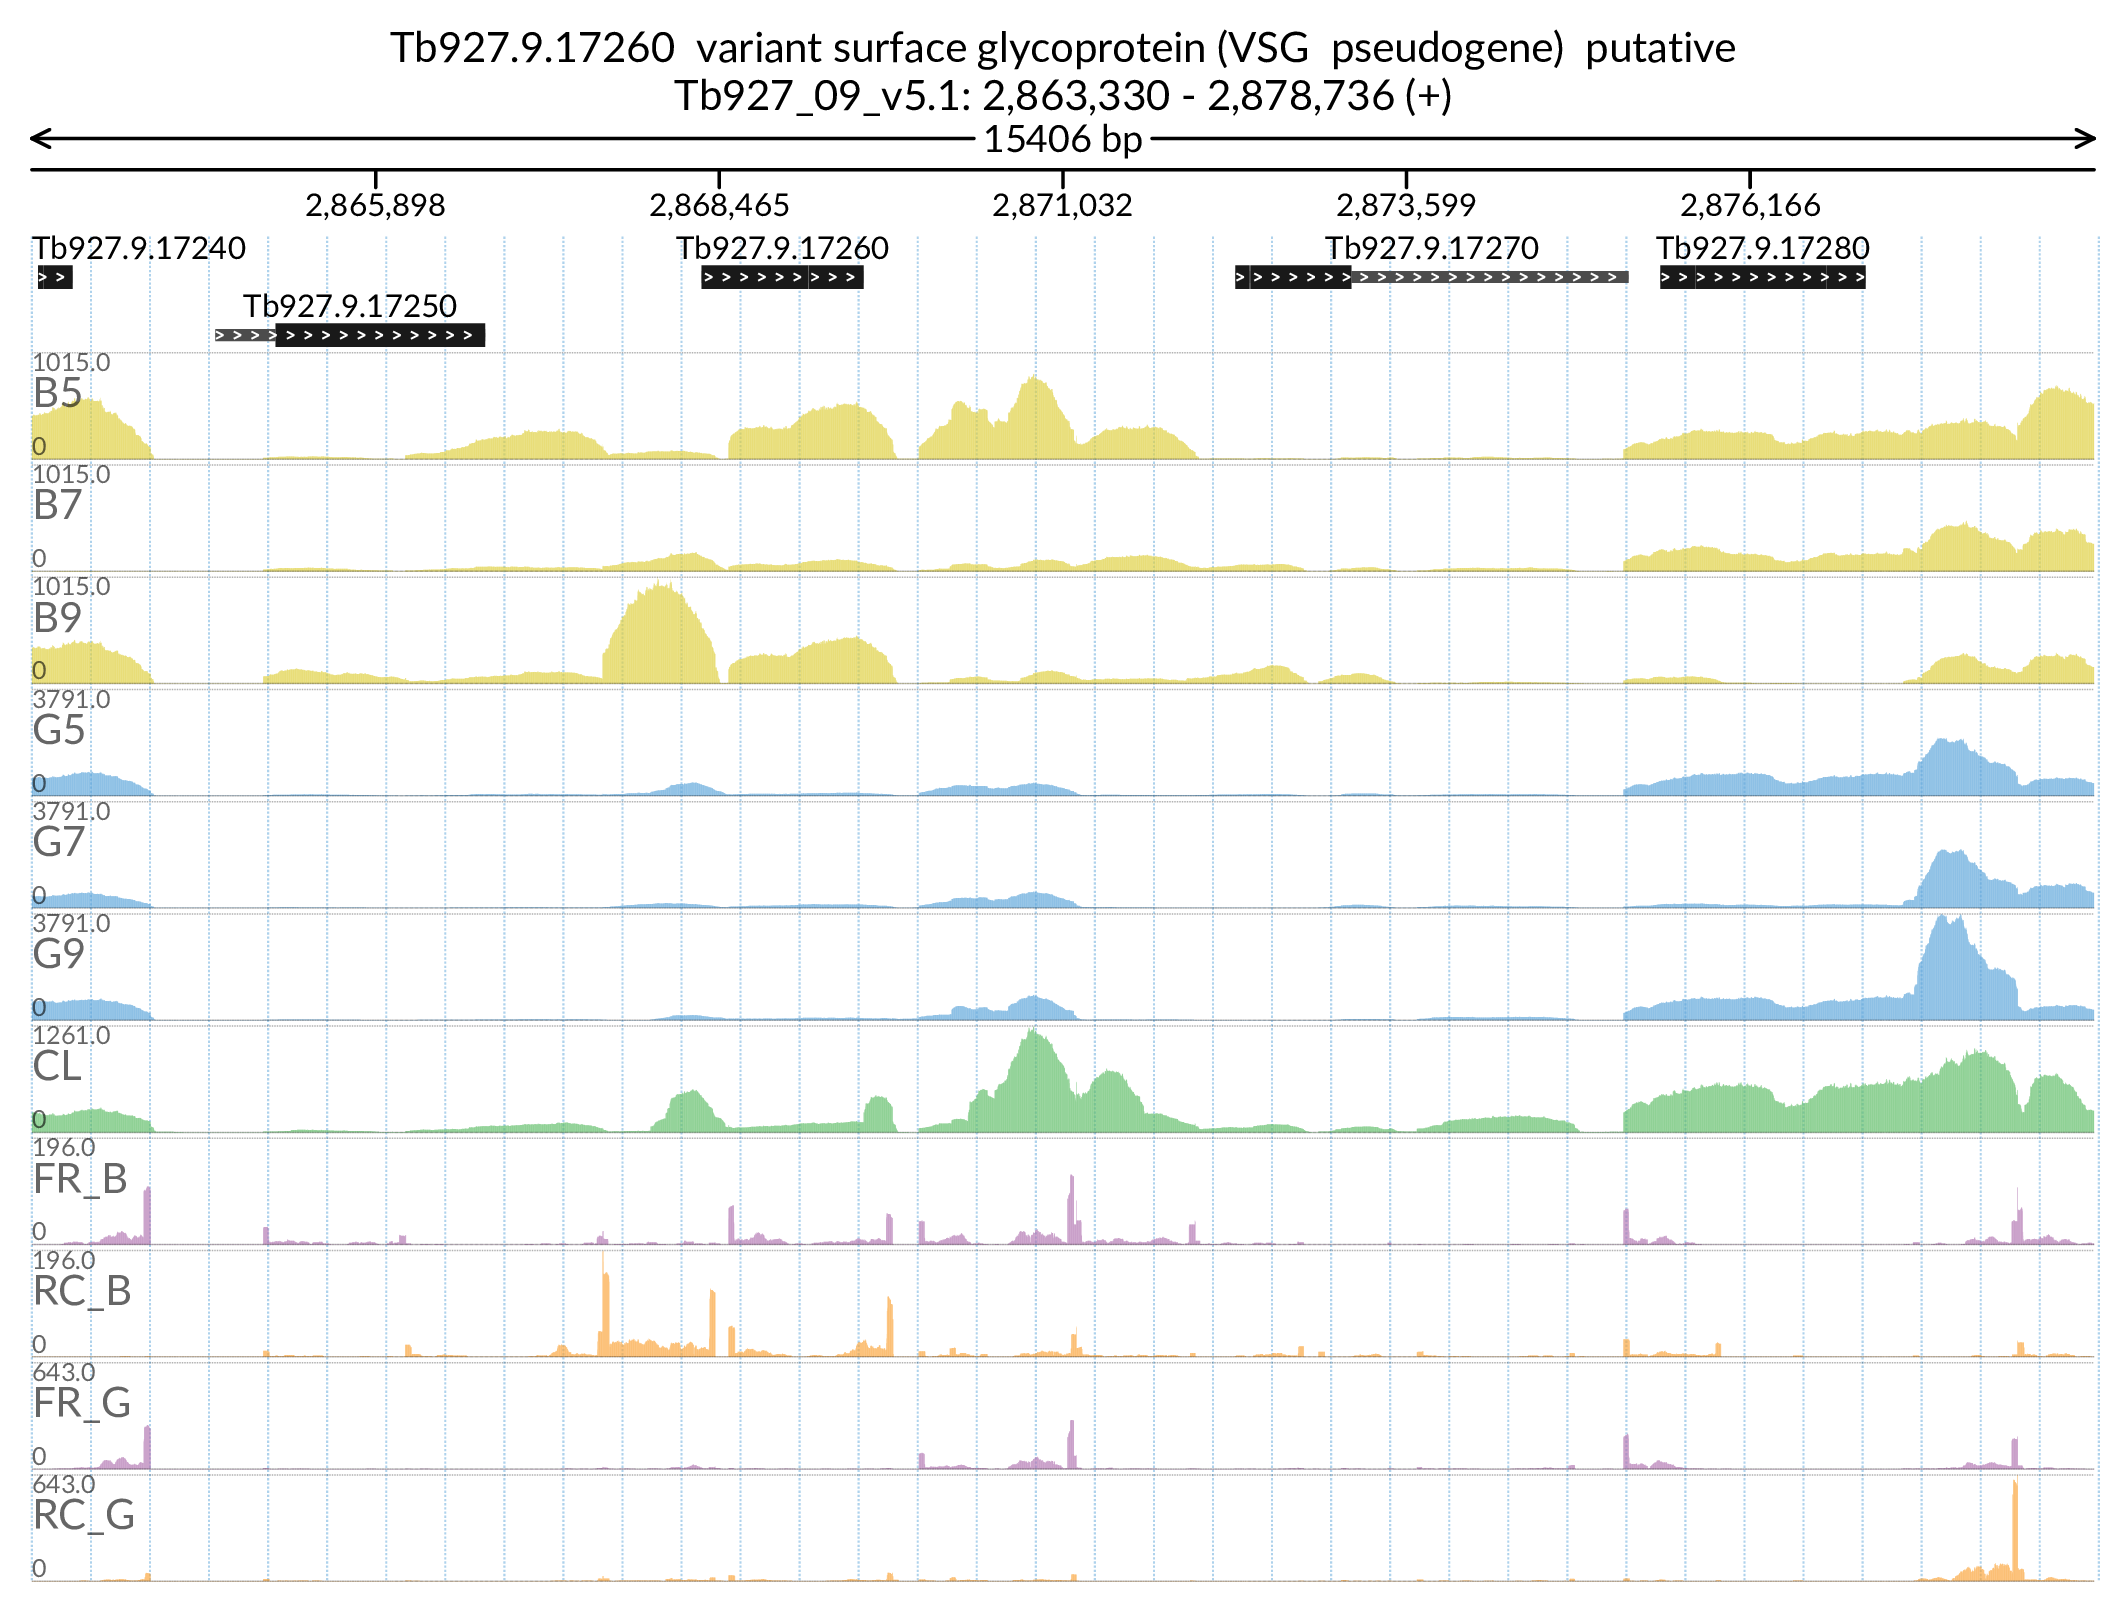 Tb927.9.17260  variant surface glycoprotein (VSG  pseudogene)  putative
Tb927_09_v5.1: 2,863,330 - 2,878,736 (+)
15406 bp
2,865,898 2,868,465 2,871,032 2,873,599 2,876,166
Tb927.9.17240 Tb927.9.17260 Tb927.9.17270 Tb927.9.17280
Tb927.9.17250
1015.0
B5
0
1015.0
B7
0
1015.0
B9
0
3791.0
G5
0
3791.0
G7
0
3791.0
G9
0
1261.0
CL
0
196.0
FR_B
0
196.0
RC_B
0
643.0
FR_G
0
643.0
RC_G
0